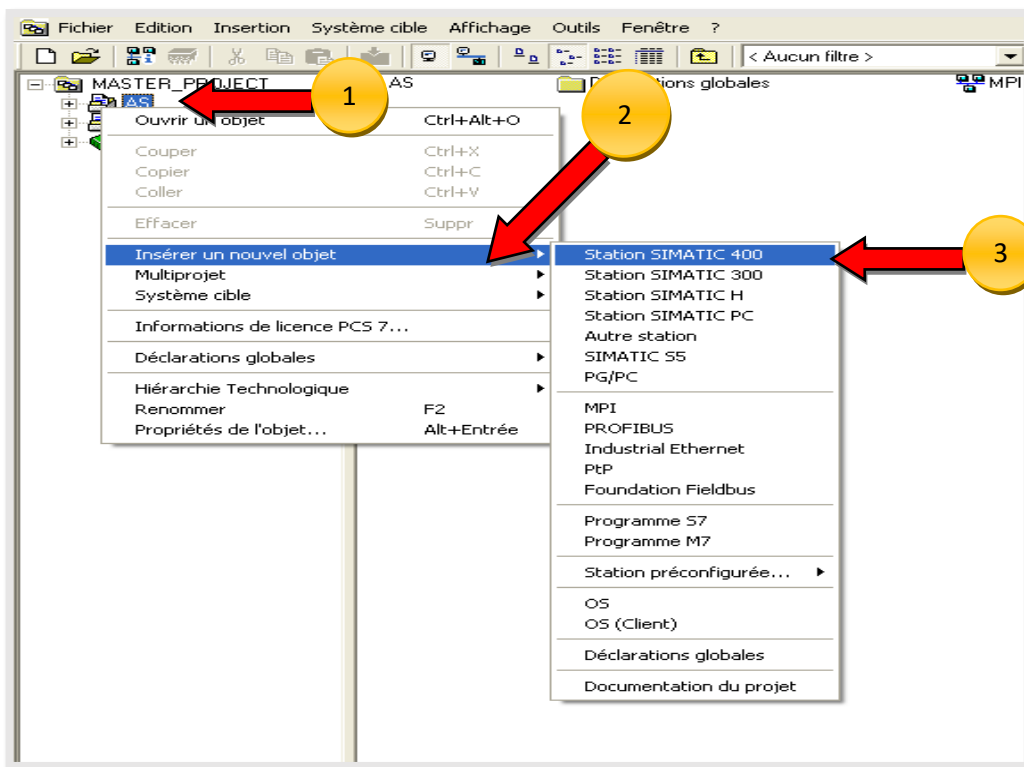 Fichier Edition Insertion Système cible Affichage Outils Fenêtre ?
< Aucun filtre >
MASTER_PROJECT
AS
AS
globales
MPI
1
2
3
Ouvrir un objet Ctrl+Alt+O
Couper Ctrl+X
Copier Ctrl+C
Coller Ctrl+V
Effacer Suppr
Insérer un nouvel objet
Multiprojet
Système cible
Informations de licence PCS 7...
Déclarations globales
Hiérarchie Technologique
Renommer F2
Propriétés de l'objet... Alt+Entrée
Station SIMATIC 400
Station SIMATIC 300
Station SIMATIC H
Station SIMATIC PC
Autre station
SIMATIC S5
PG/PC
MPI
PROFIBUS
Industrial Ethernet
PtP
Foundation Fieldbus
Programme S7
Programme M7
Station préconfigurée...
OS
OS (Client)
Déclarations globales
Documentation du projet